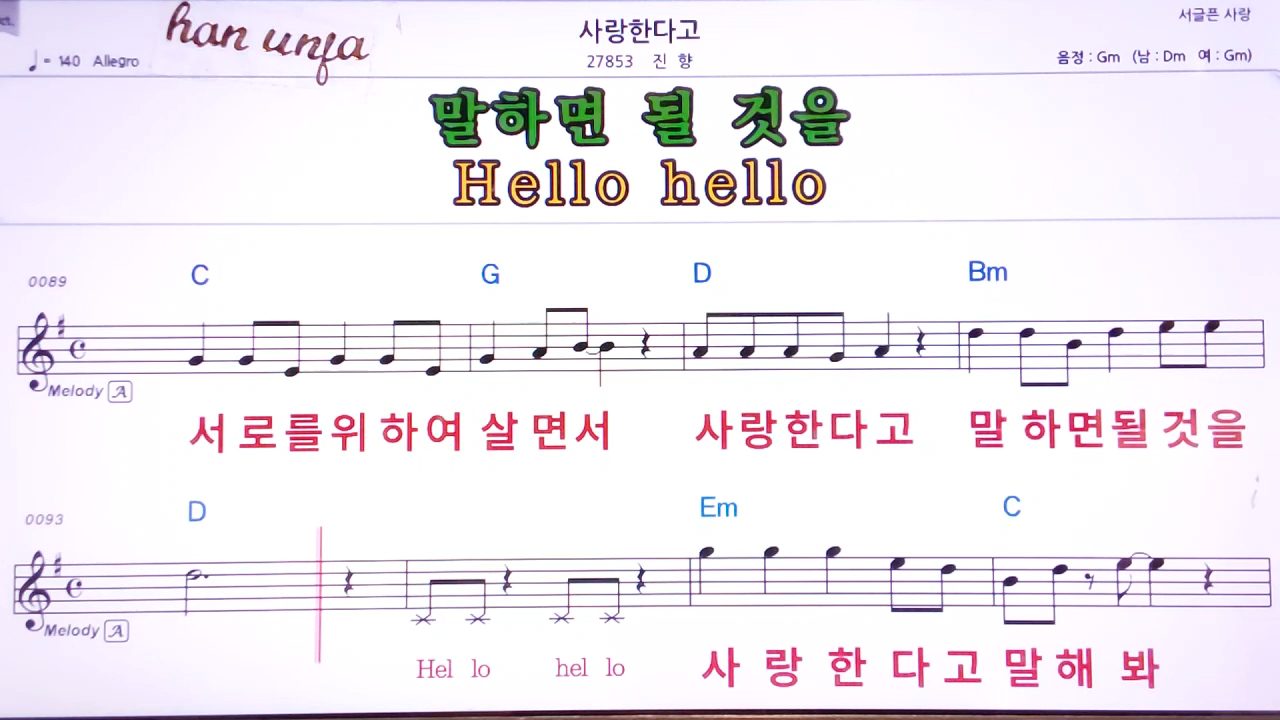 han unja
사랑한다고
서글픈 사랑
♩= 140 Allegro
27853 진 향
음정 : Gm (남 : Dm 여 : Gm)
말하면 될 것을
Hello hello
0089
C G D Bm
Melody A
서 로를위 하여 살 면서 사랑한다고 말 하면될 것을
0093
D Em C
Melody A
Hel lo hel lo 사 랑 한 다 고 말 해 봐